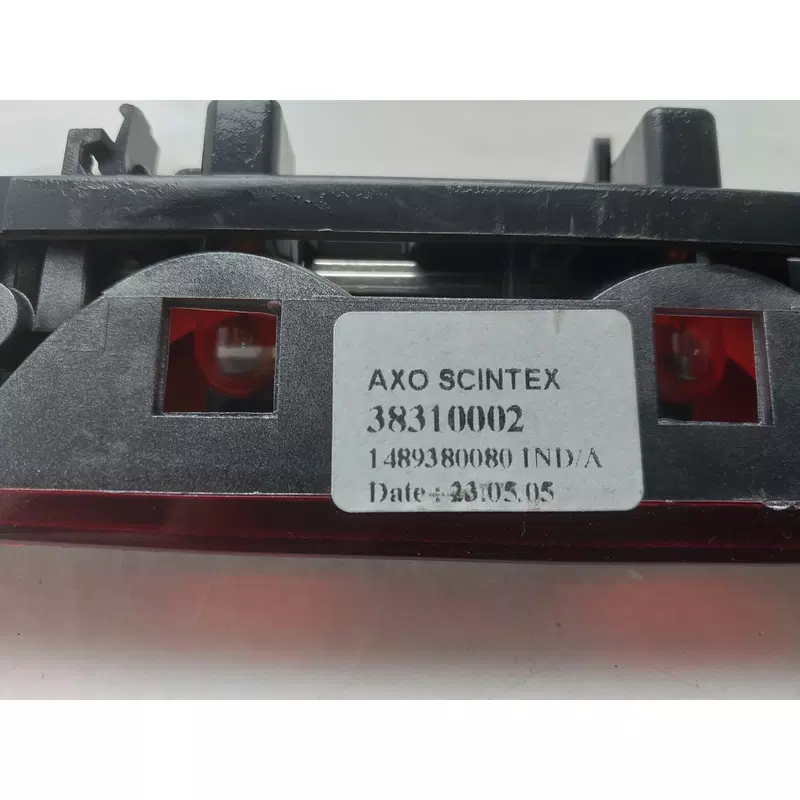 AXO SCINTEX
38310002
1489380080 IND/A
Date : 23.05.05